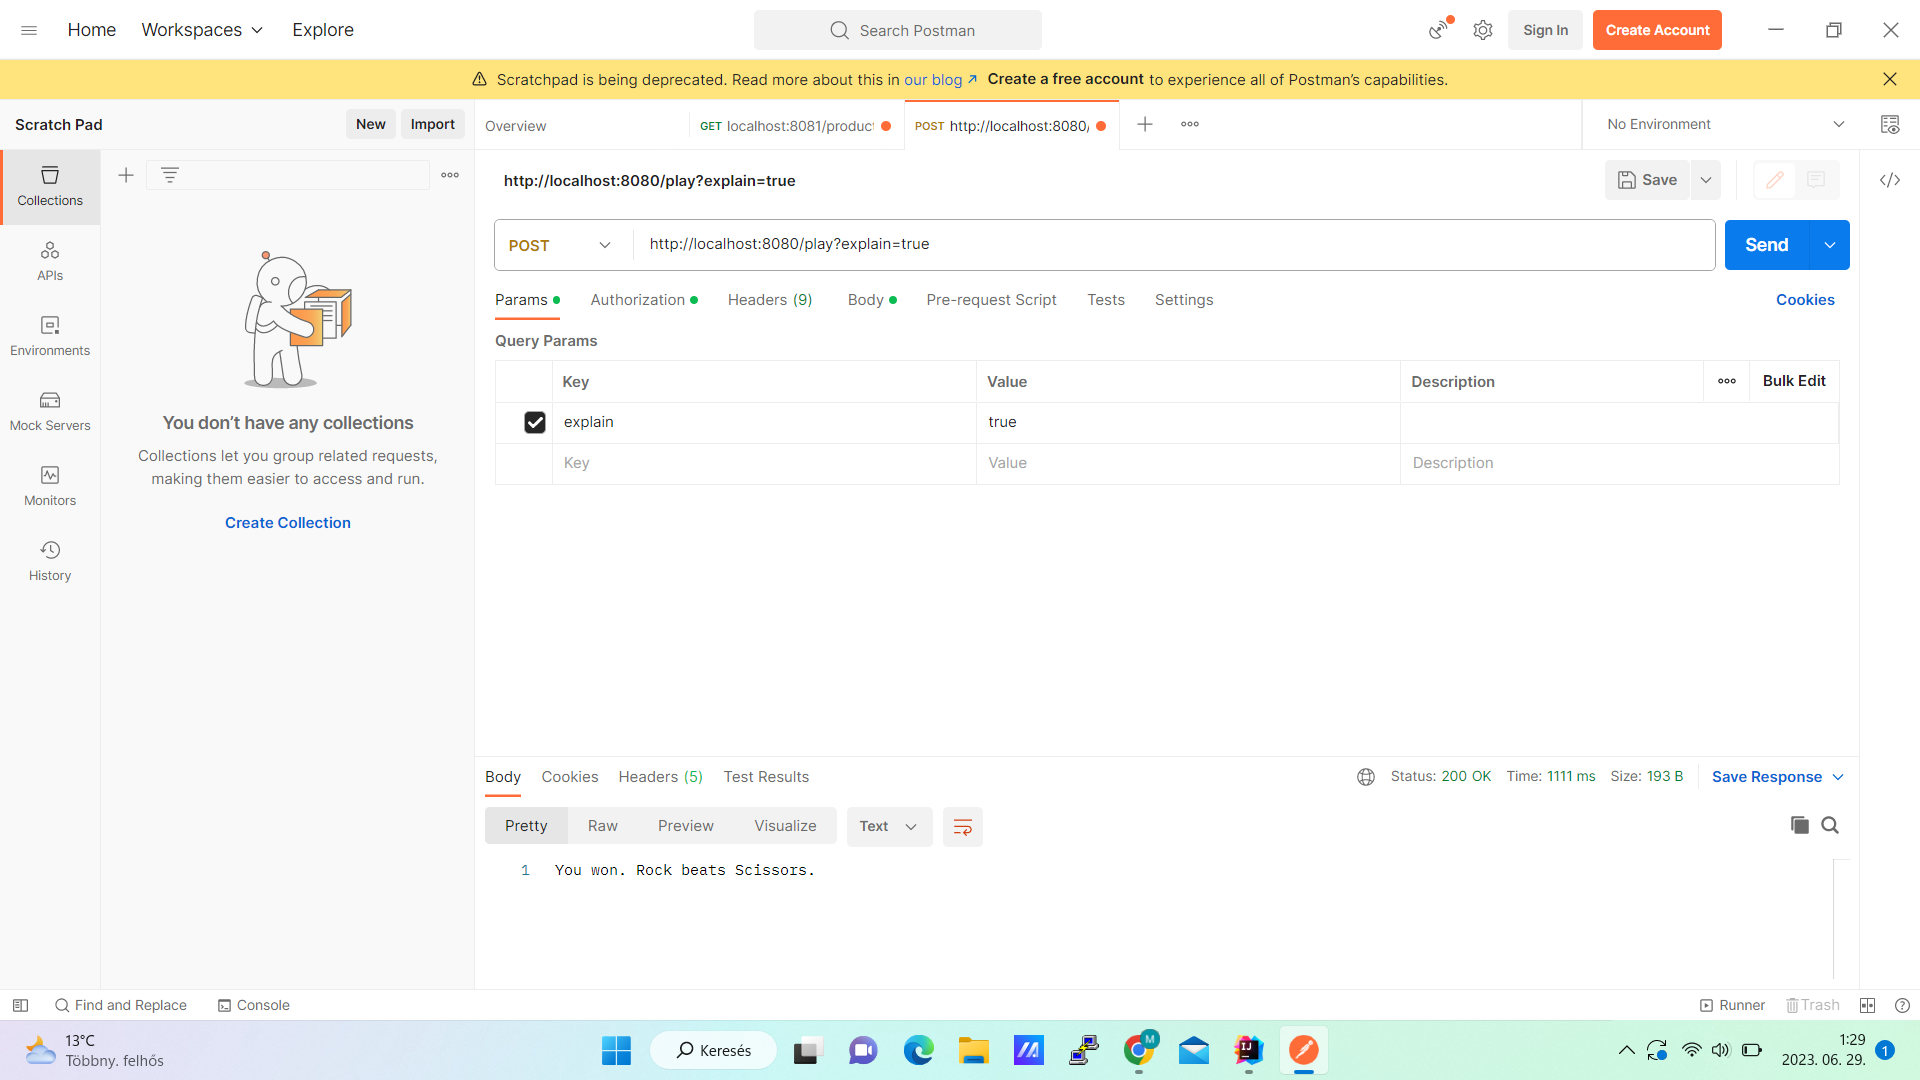 Home
Workspaces
Explore
Search Postman
Sign In
Create Account
Scratchpad is being deprecated. Read more about this in our blog ↗ Create a free account to experience all of Postman’s capabilities.
Scratch Pad
New
Import
Overview
GET localhost:8081/product
POST http://localhost:8080/
No Environment
Collections
APIs
Environments
Mock Servers
Monitors
History
You don’t have any collections
Collections let you group related requests,
making them easier to access and run.
Create Collection
http://localhost:8080/play?explain=true
Save
POST
http://localhost:8080/play?explain=true
Send
Params
Authorization
Headers (9)
Body
Pre-request Script
Tests
Settings
Cookies
Query Params
Key
Value
Description
Bulk Edit
explain
true
Key
Value
Description
Body
Cookies
Headers (5)
Test Results
Status: 200 OK
Time: 1111 ms
Size: 193 B
Save Response
Pretty
Raw
Preview
Visualize
Text
1
You won. Rock beats Scissors.
Find and Replace
Console
Runner
Trash
13°C
Többny. felhős
Keresés
M
IJ
1:29
2023. 06. 29.
1